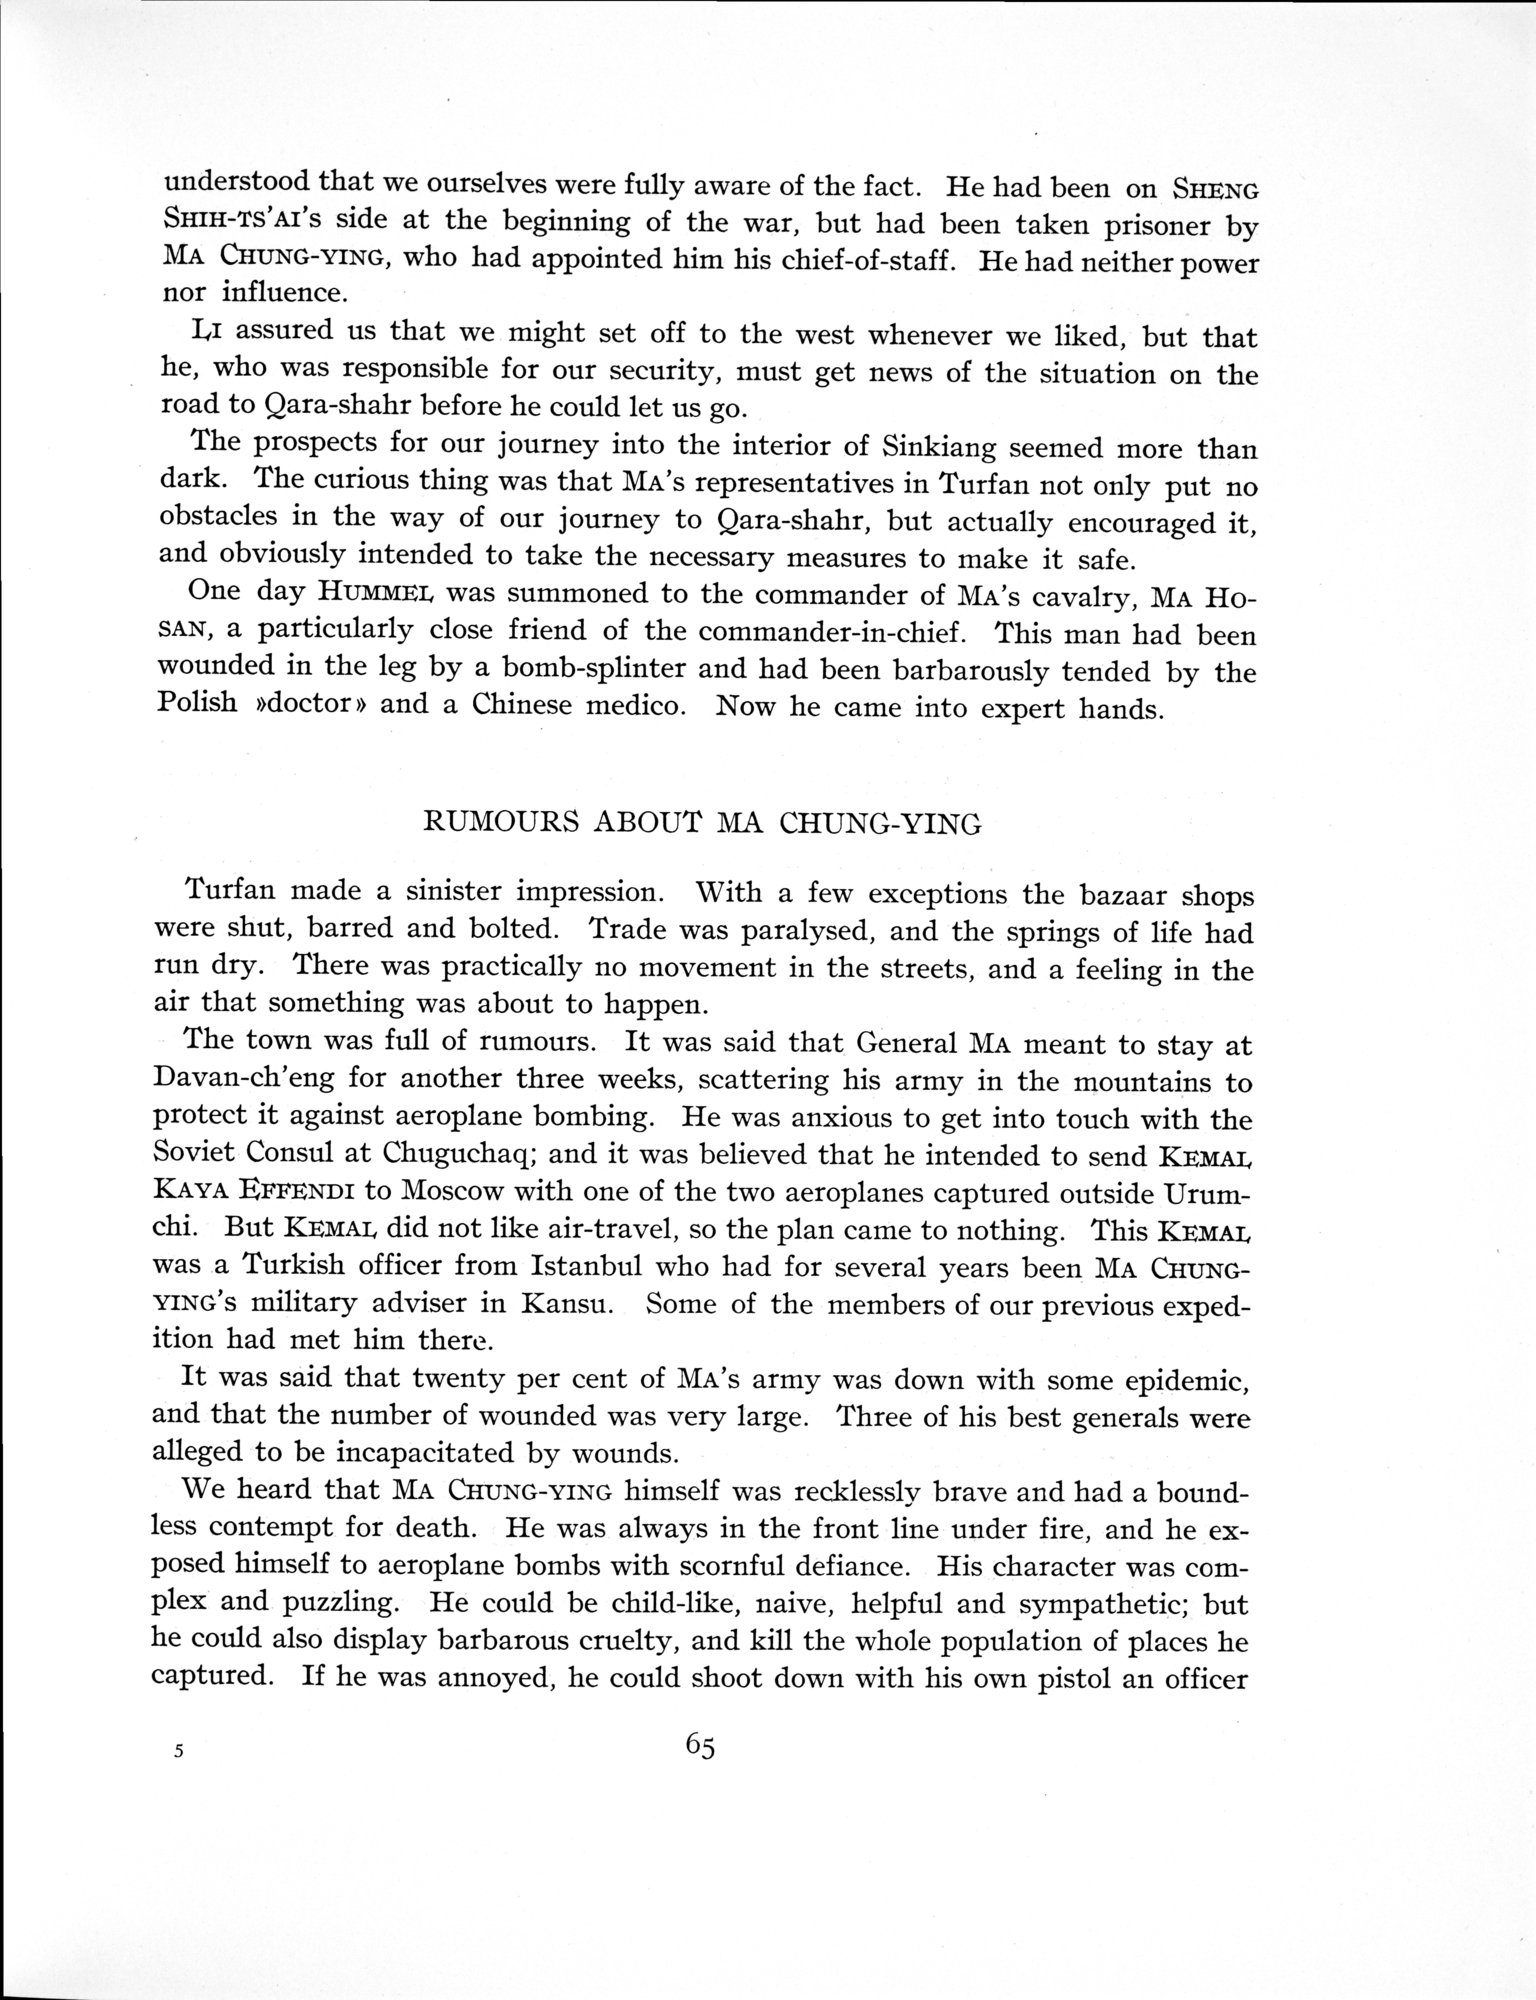 understood that we ourselves were fully aware of the fact. He had been on SHENG
SHIH-TS'AI's side at the beginning of the war, but had been taken prisoner by
MA CHUNG-YING, who had appointed him his chief-of-staff. He had neither power
nor influence.
LI assured us that we might set off to the west whenever we liked, but that
he, who was responsible for our security, must get news of the situation on the
road to Qara-shahr before he could let us go.
The prospects for our journey into the interior of Sinkiang seemed more than
dark. The curious thing was that MA's representatives in Turfan not only put no
obstacles in the way of our journey to Qara-shahr, but actually encouraged it,
and obviously intended to take the necessary measures to make it safe.
One day HUMMEL was summoned to the commander of MA's cavalry, MA HO-
SAN, a particularly close friend of the commander-in-chief. This man had been
wounded in the leg by a bomb-splinter and had been barbarously tended by the
Polish »doctor» and a Chinese medico. Now he came into expert hands.
RUMOURS ABOUT MA CHUNG-YING
Turfan made a sinister impression. With a few exceptions the bazaar shops
were shut, barred and bolted. Trade was paralysed, and the springs of life had
run dry. There was practically no movement in the streets, and a feeling in the
air that something was about to happen.
The town was full of rumours. It was said that General MA meant to stay at
Davan-ch'eng for another three weeks, scattering his army in the mountains to
protect it against aeroplane bombing. He was anxious to get into touch with the
Soviet Consul at Chuguchaq; and it was believed that he intended to send KEMAL
KAYA EFFENDI to Moscow with one of the two aeroplanes captured outside Urum-
chi. But KEMAL did not like air-travel, so the plan came to nothing. This KEMAL
was a Turkish officer from Istanbul who had for several years been MA CHUNG-
YING's military adviser in Kansu. Some of the members of our previous exped-
ition had met him there.
It was said that twenty per cent of MA's army was down with some epidemic,
and that the number of wounded was very large. Three of his best generals were
alleged to be incapacitated by wounds.
We heard that MA CHUNG-YING himself was recklessly brave and had a bound-
less contempt for death. He was always in the front line under fire, and he ex-
posed himself to aeroplane bombs with scornful defiance. His character was com-
plex and puzzling. He could be child-like, naive, helpful and sympathetic; but
he could also display barbarous cruelty, and kill the whole population of places he
captured. If he was annoyed, he could shoot down with his own pistol an officer
5 65